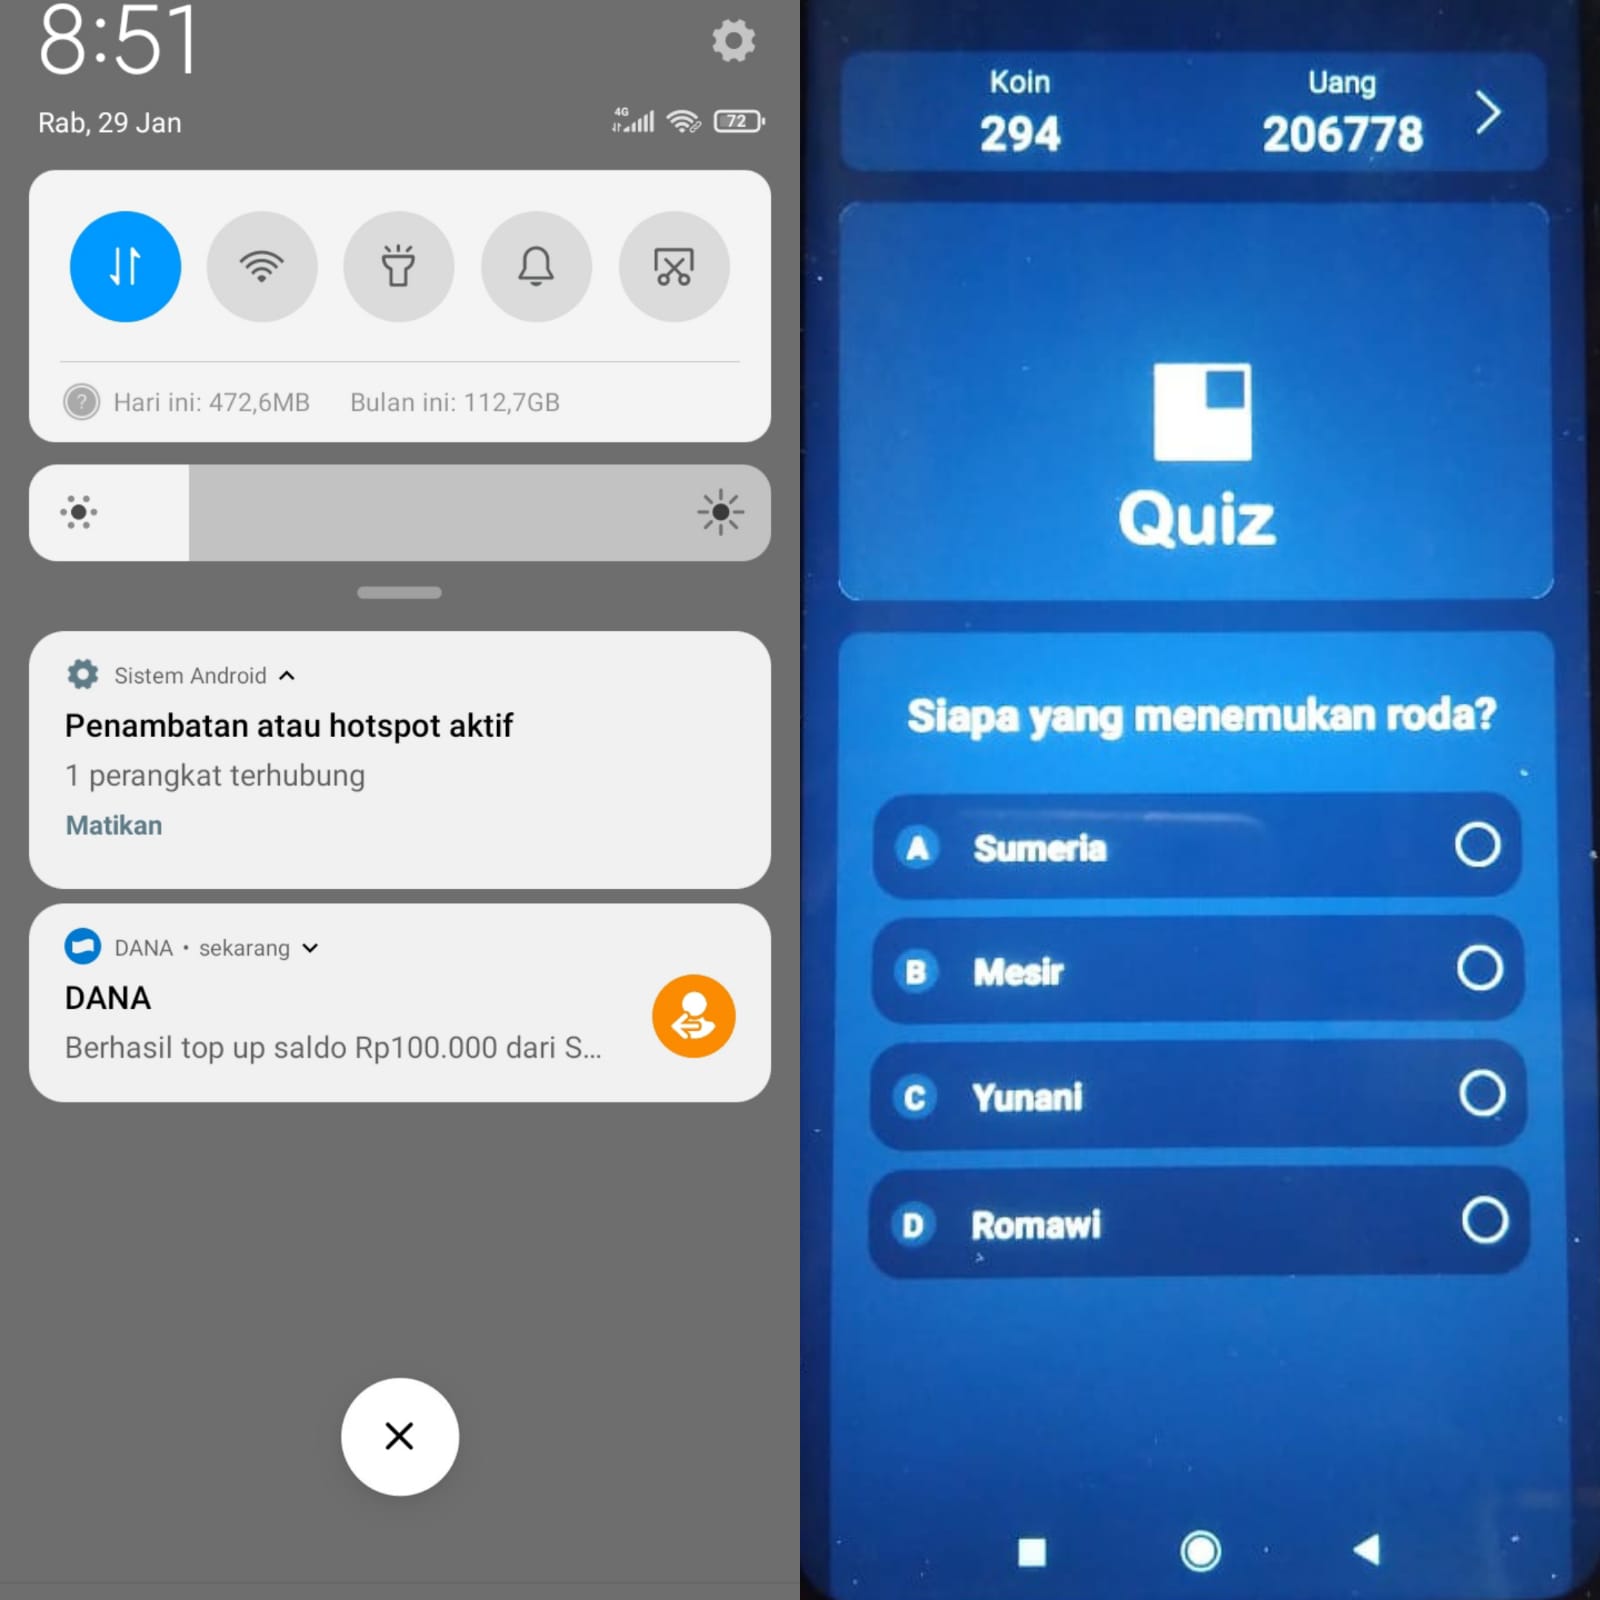 8:51
Rab, 29 Jan
4G
72
Hari ini: 472,6MB Bulan ini: 112,7GB
Sistem Android
Penambatan atau hotspot aktif
1 perangkat terhubung
Matikan
DANA • sekarang
DANA
Berhasil top up saldo Rp100.000 dari S...
Koin Uang
294 206778
Quiz
Siapa yang menemukan roda?
A Sumeria
B Mesir
C Yunani
D Romawi